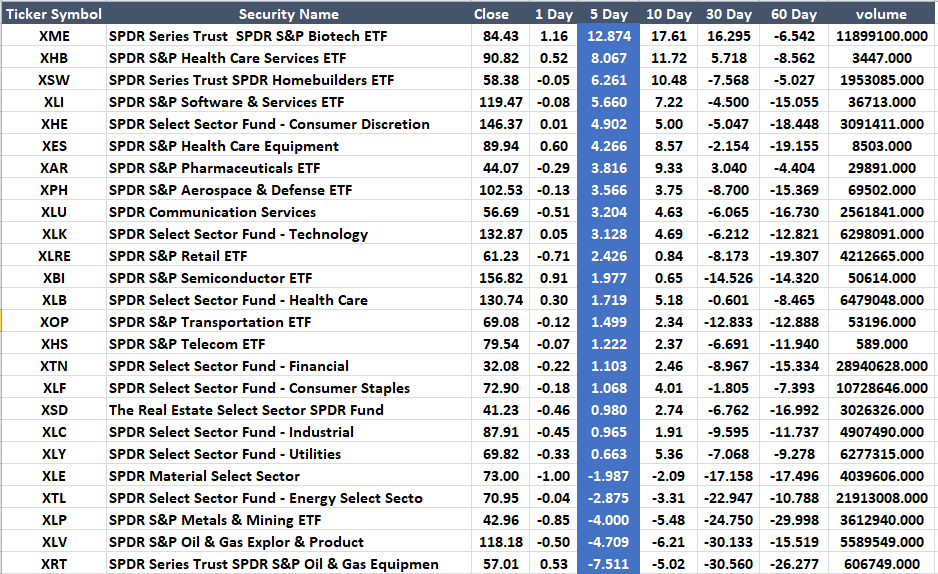 Ticker Symbol Security Name Close 1 Day 5 Day 10 Day 30 Day 60 Day volume
XME SPDR Series Trust SPDR S&P Biotech ETF 84.43 1.16 12.874 17.61 16.295 -6.542 11899100.000
XHB SPDR S&P Health Care Services ETF 90.82 0.52 8.067 11.72 5.718 -8.562 3447.000
XSW SPDR Series Trust SPDR Homebuilders ETF 58.38 -0.05 6.261 10.48 -7.568 -5.027 1953085.000
XLI SPDR S&P Software & Services ETF 119.47 -0.08 5.660 7.22 -4.500 -15.055 36713.000
XHE SPDR Select Sector Fund - Consumer Discretion 146.37 0.01 4.902 5.00 -5.047 -18.448 3091411.000
XES SPDR S&P Health Care Equipment 89.94 0.60 4.266 8.57 -2.154 -19.155 8503.000
XAR SPDR S&P Pharmaceuticals ETF 44.07 -0.29 3.816 9.33 3.040 -4.404 29891.000
XPH SPDR S&P Aerospace & Defense ETF 102.53 -0.13 3.566 3.75 -8.700 -15.369 69502.000
XLU SPDR Communication Services 56.69 -0.51 3.204 4.63 -6.065 -16.730 2561841.000
XLK SPDR Select Sector Fund - Technology 132.87 0.05 3.128 4.69 -6.212 -12.821 6298091.000
XLRE SPDR S&P Retail ETF 61.23 -0.71 2.426 0.84 -8.173 -19.307 4212665.000
XBI SPDR S&P Semiconductor ETF 156.82 0.91 1.977 0.65 -14.526 -14.320 50614.000
XLB SPDR Select Sector Fund - Health Care 130.74 0.30 1.719 5.18 -0.601 -8.465 6479048.000
XOP SPDR S&P Transportation ETF 69.08 -0.12 1.499 2.34 -12.833 -12.888 53196.000
XHS SPDR S&P Telecom ETF 79.54 -0.07 1.222 2.37 -6.691 -11.940 589.000
XTN SPDR Select Sector Fund - Financial 32.08 -0.22 1.103 2.46 -8.967 -15.334 28940628.000
XLF SPDR Select Sector Fund - Consumer Staples 72.90 -0.18 1.068 4.01 -1.805 -7.393 10728646.000
XSD The Real Estate Select Sector SPDR Fund 41.23 -0.46 0.980 2.74 -6.762 -16.992 3026326.000
XLC SPDR Select Sector Fund - Industrial 87.91 -0.45 0.965 1.91 -9.595 -11.737 4907490.000
XLY SPDR Select Sector Fund - Utilities 69.82 -0.33 0.663 5.36 -7.068 -9.278 6277315.000
XLE SPDR Material Select Sector 73.00 -1.00 -1.987 -2.09 -17.158 -17.496 4039606.000
XTL SPDR Select Sector Fund - Energy Select Secto 70.95 -0.04 -2.875 -3.31 -22.947 -10.788 21913008.000
XLP SPDR S&P Metals & Mining ETF 42.96 -0.85 -4.000 -5.48 -24.750 -29.998 3612940.000
XLV SPDR S&P Oil & Gas Explor & Product 118.18 -0.50 -4.709 -6.21 -30.133 -15.519 5589549.000
XRT SPDR Series Trust SPDR S&P Oil & Gas Equipmen 57.01 0.53 -7.511 -5.02 -30.560 -26.277 606749.000